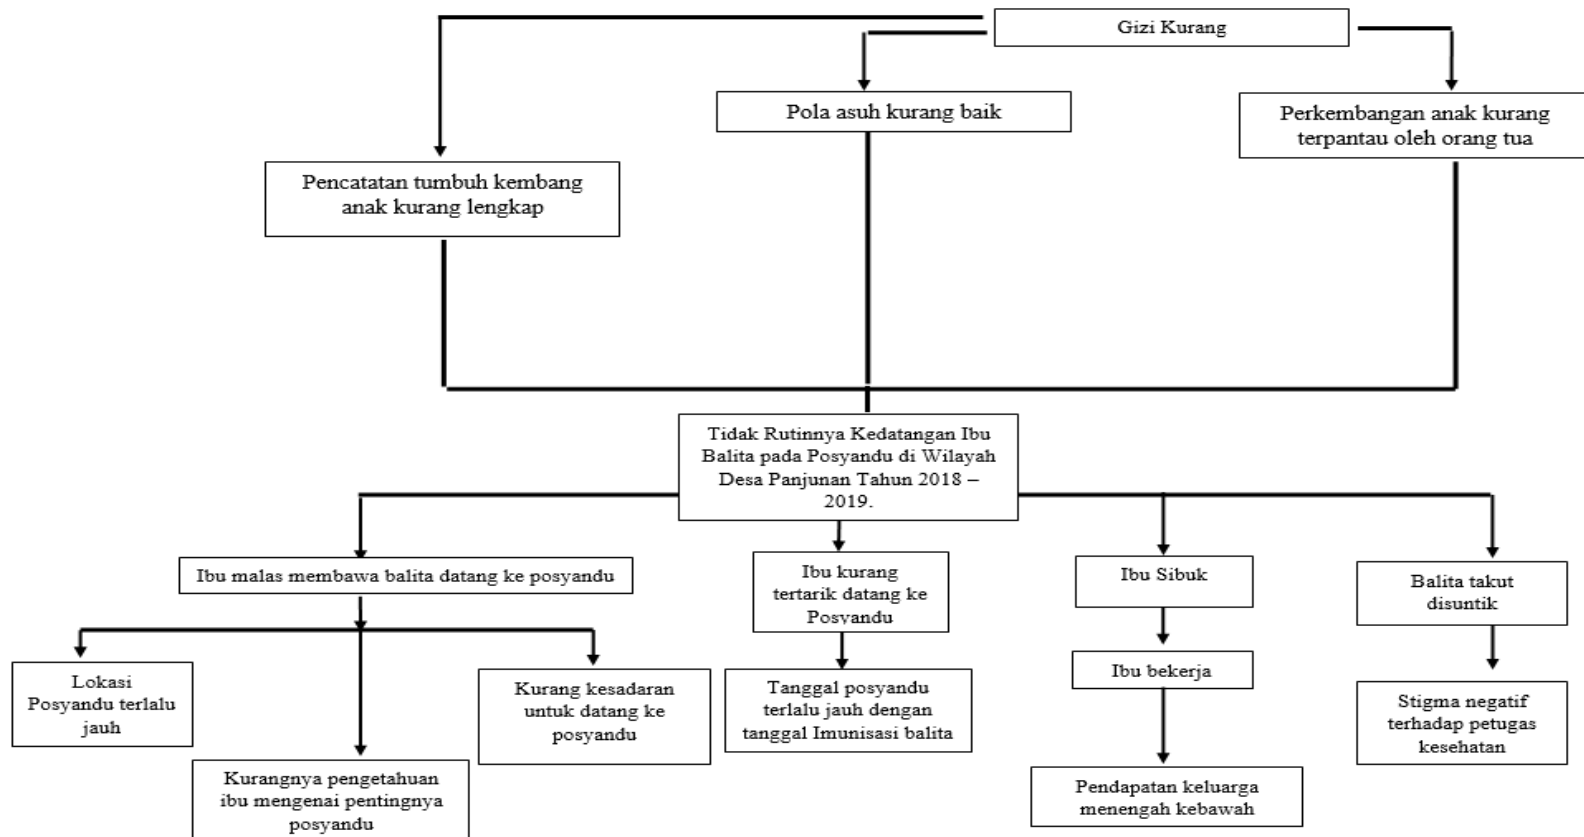 Gizi Kurang
Pola asuh kurang baik
Perkembangan anak kurang
terpantau oleh orang tua
Pencatatan tumbuh kembang
anak kurang lengkap
Tidak Rutinnya Kedatangan Ibu
Balita pada Posyandu di Wilayah
Desa Panjunan Tahun 2018 –
2019.
Ibu malas membawa balita datang ke posyandu
Ibu kurang
tertarik datang ke
Posyandu
Ibu Sibuk
Balita takut
disuntik
Lokasi
Posyandu terlalu
jauh
Kurangnya pengetahuan
ibu mengenai pentingnya
posyandu
Kurang kesadaran
untuk datang ke
posyandu
Tanggal posyandu
terlalu jauh dengan
tanggal Imunisasi balita
Ibu bekerja
Pendapatan keluarga
menengah kebawah
Stigma negatif
terhadap petugas
kesehatan